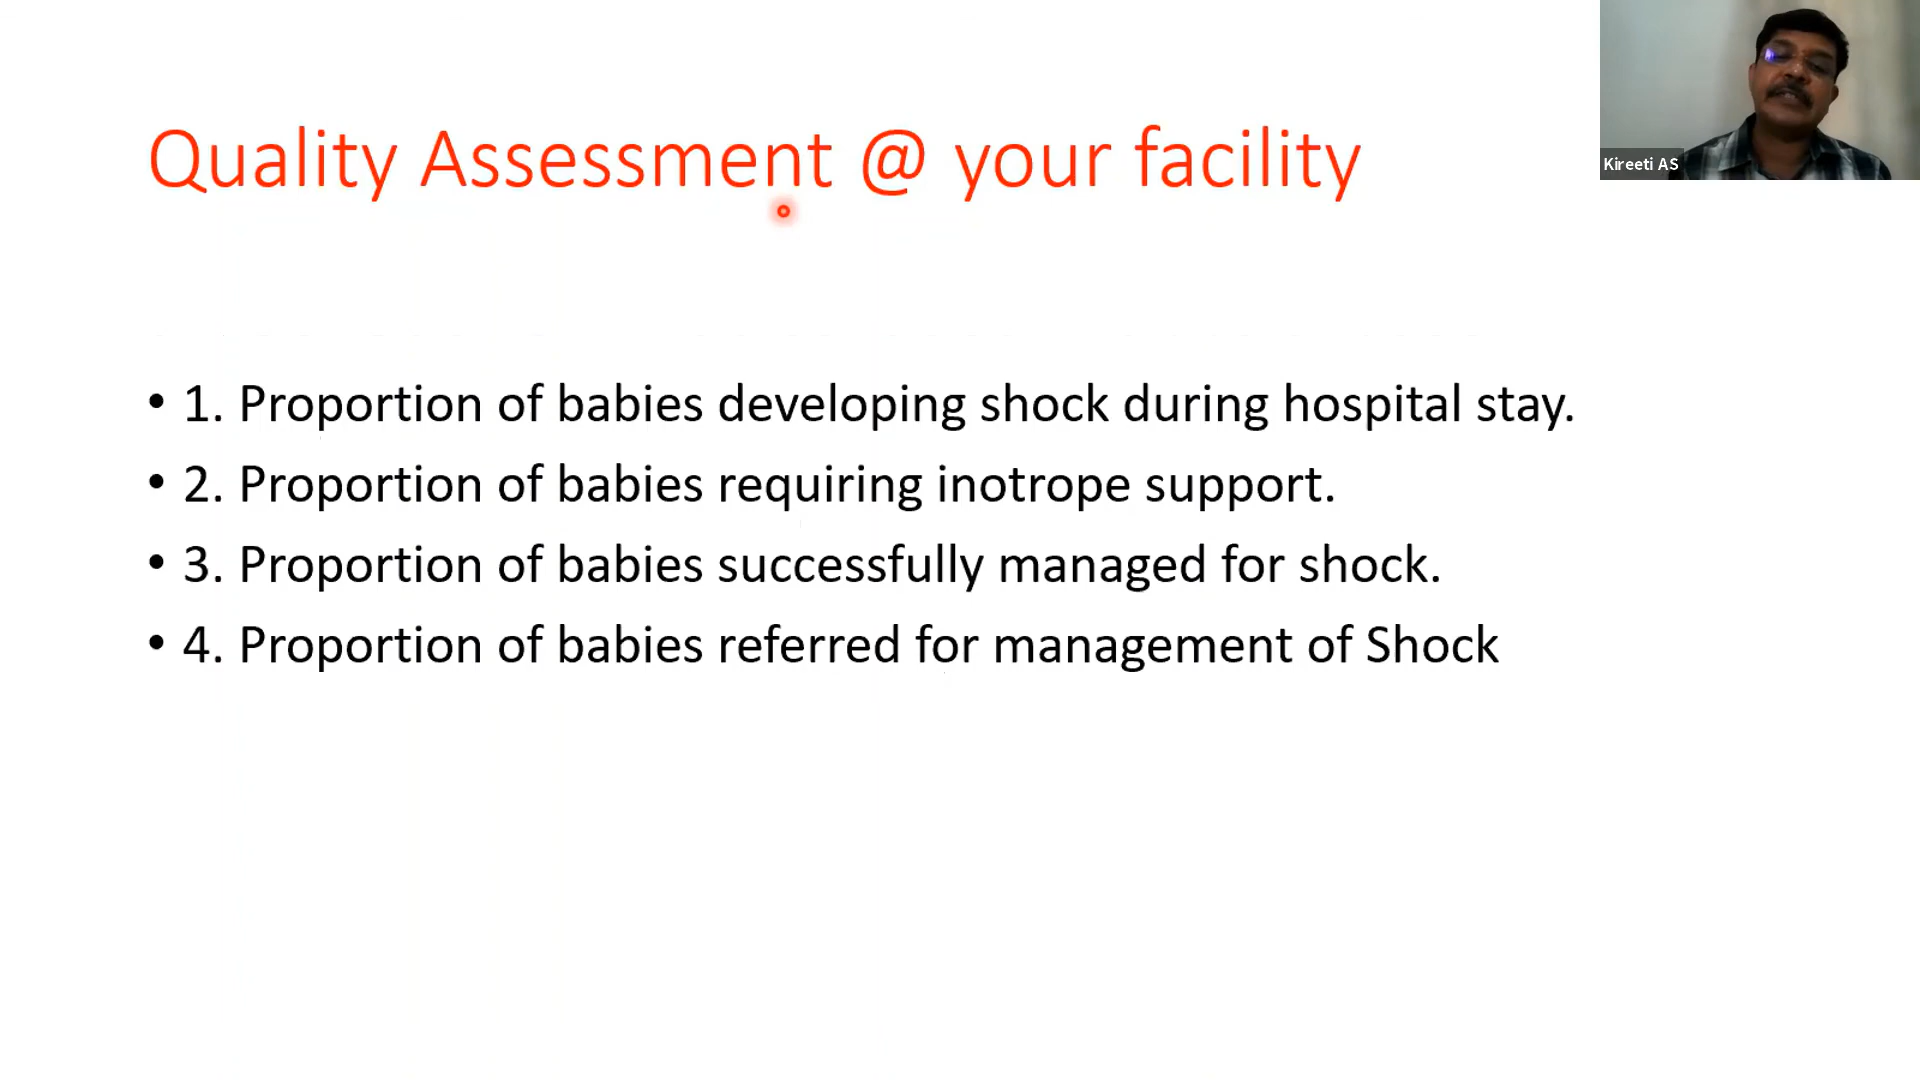 Quality Assessment @ your facility
Kireeti AS
• 1. Proportion of babies developing shock during hospital stay.
• 2. Proportion of babies requiring inotrope support.
• 3. Proportion of babies successfully managed for shock.
• 4. Proportion of babies referred for management of Shock